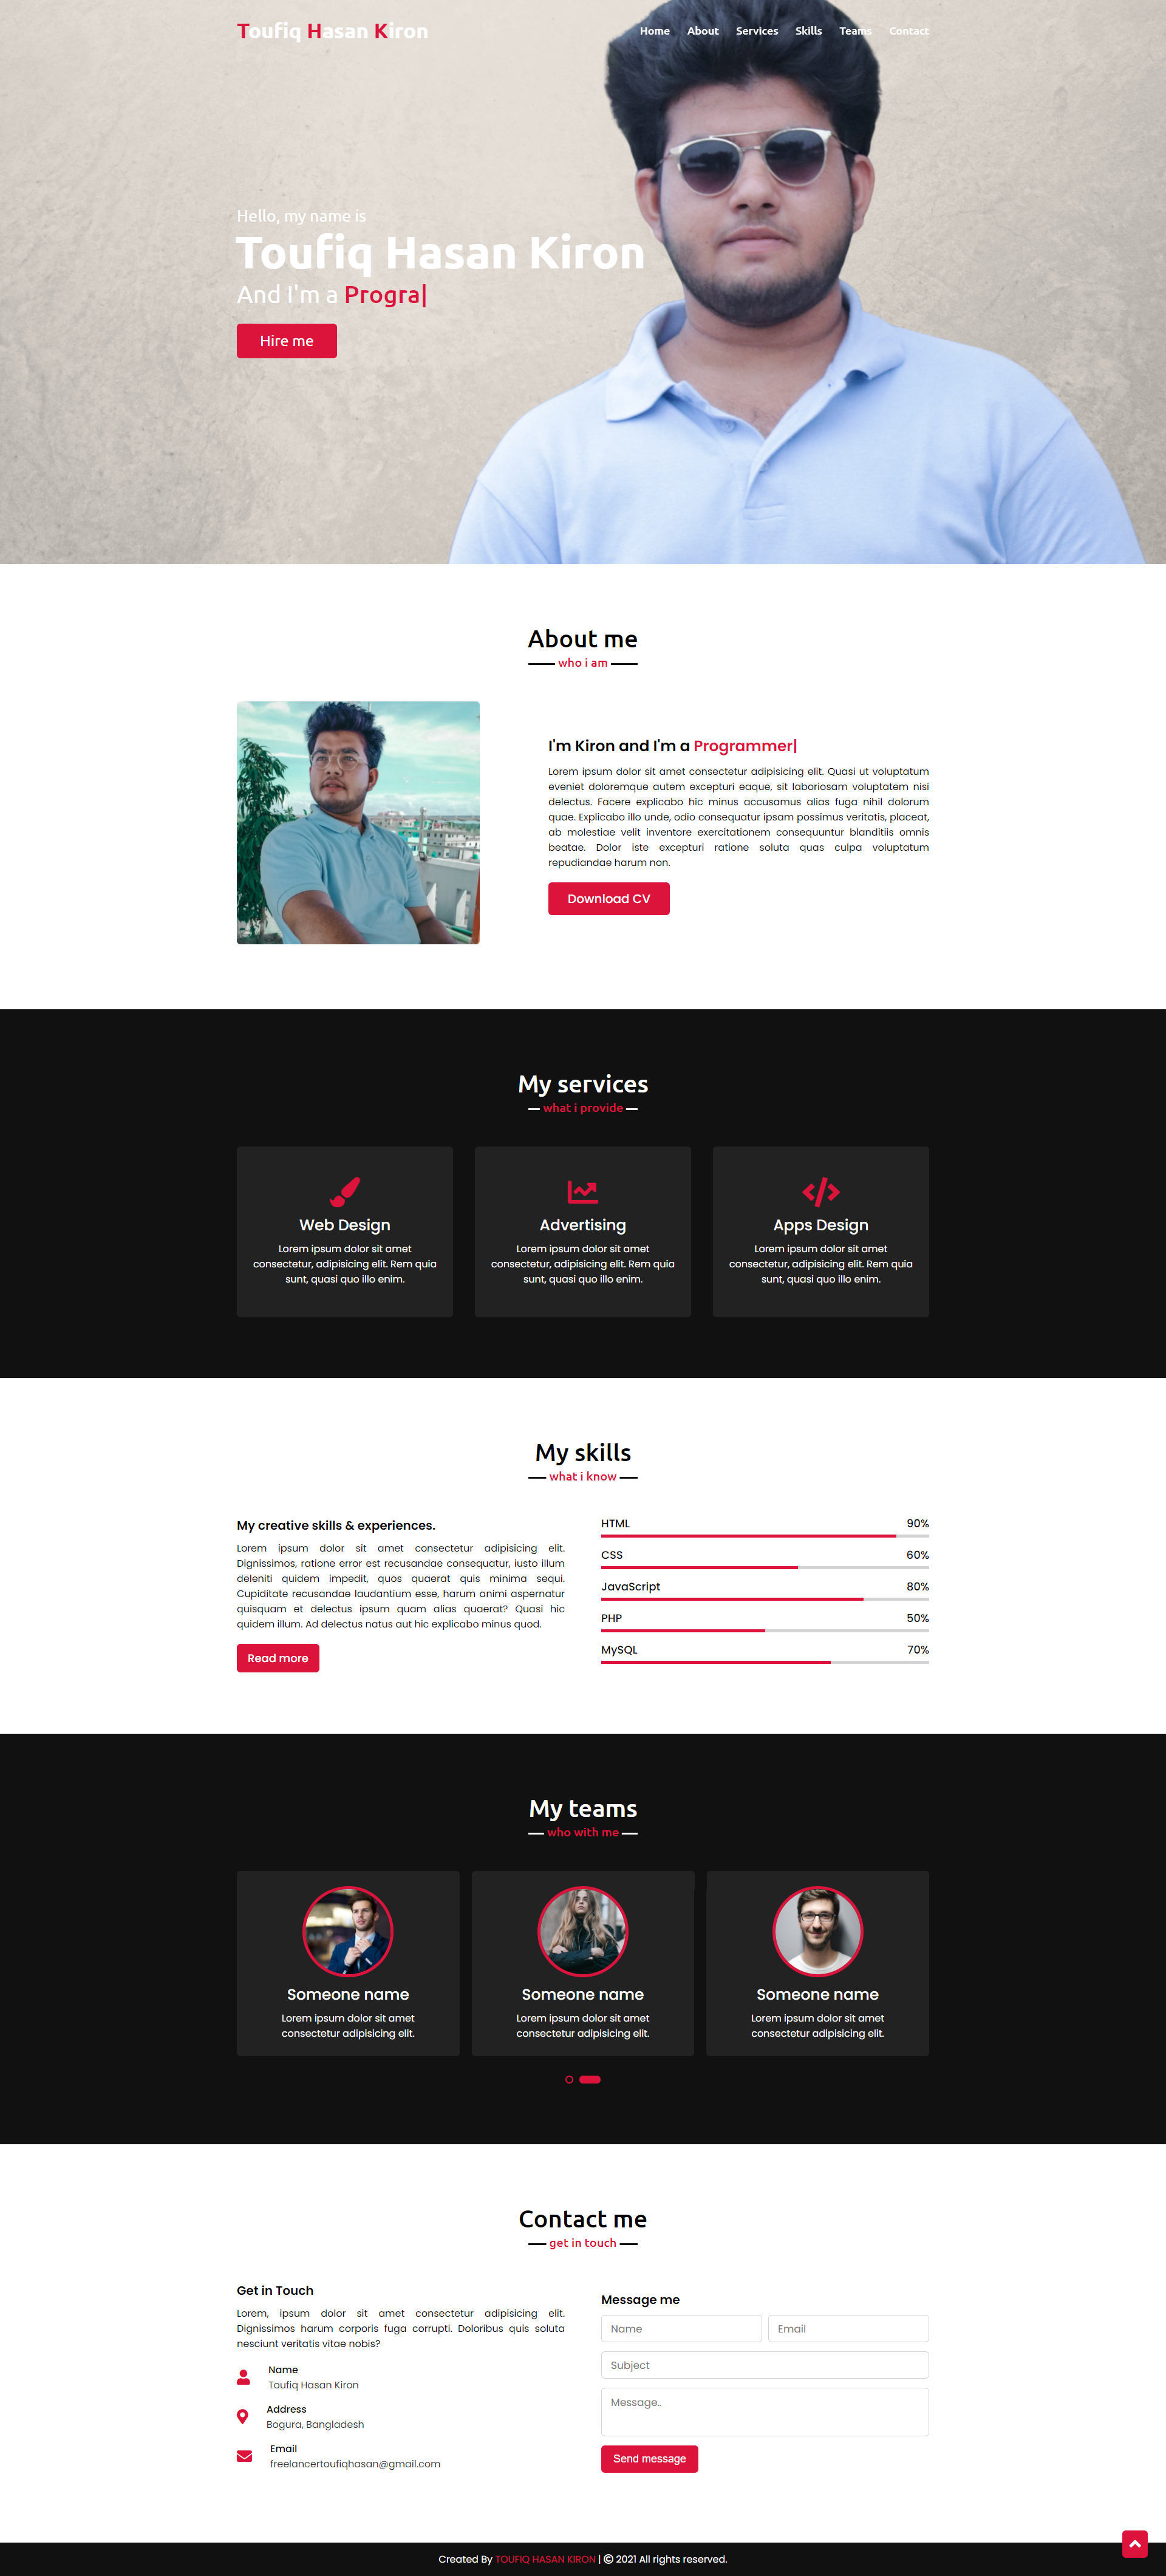 Toufiq Hasan Kiron
Home About Services Skills Teams Contact
Hello, my name is
Toufiq Hasan Kiron
And I'm a Progra|
Hire me
About me
who i am
I'm Kiron and I'm a Programmer|
Lorem ipsum dolor sit amet consectetur adipisicing elit. Quasi ut voluptatum
eveniet doloremque autem excepturi eaque, sit laboriosam voluptatem nisi
delectus. Facere explicabo hic minus accusamus alias fuga nihil dolorum
quae. Explicabo illo unde, odio consequatur ipsam possimus veritatis, placeat,
ab molestiae velit inventore exercitationem consequuntur blanditiis omnis
beatae. Dolor iste excepturi ratione soluta quas culpa voluptatum
repudiandae harum non.
Download CV
My services
what i provide
Web Design
Lorem ipsum dolor sit amet
consectetur, adipisicing elit. Rem quia
sunt, quasi quo illo enim.
Advertising
Lorem ipsum dolor sit amet
consectetur, adipisicing elit. Rem quia
sunt, quasi quo illo enim.
Apps Design
Lorem ipsum dolor sit amet
consectetur, adipisicing elit. Rem quia
sunt, quasi quo illo enim.
My skills
what i know
My creative skills & experiences.
Lorem ipsum dolor sit amet consectetur adipisicing elit.
Dignissimos, ratione error est recusandae consequatur, iusto illum
deleniti quidem impedit, quos quaerat quis minima sequi.
Cupiditate recusandae laudantium esse, harum animi aspernatur
quisquam et delectus ipsum quam alias quaerat? Quasi hic
quidem illum. Ad delectus natus aut hic explicabo minus quod.
Read more
HTML 90%
CSS 60%
JavaScript 80%
PHP 50%
MySQL 70%
My teams
who with me
Someone name
Lorem ipsum dolor sit amet
consectetur adipisicing elit.
Someone name
Lorem ipsum dolor sit amet
consectetur adipisicing elit.
Someone name
Lorem ipsum dolor sit amet
consectetur adipisicing elit.
Contact me
get in touch
Get in Touch
Lorem, ipsum dolor sit amet consectetur adipisicing elit.
Dignissimos harum corporis fuga corrupti. Doloribus quis soluta
nesciunt veritatis vitae nobis?
Name
Toufiq Hasan Kiron
Address
Bogura, Bangladesh
Email
freelancertoufiqhasan@gmail.com
Message me
Name
Email
Subject
Message..
Send message
Created By TOUFIQ HASAN KIRON | © 2021 All rights reserved.